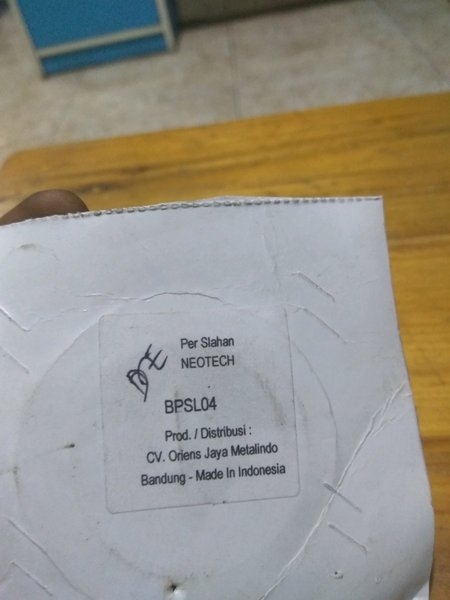 Per Slahan
NEOTECH
BPSL04
Prod. / Distribusi :
CV. Oriens Jaya Metalindo
Bandung - Made In Indonesia